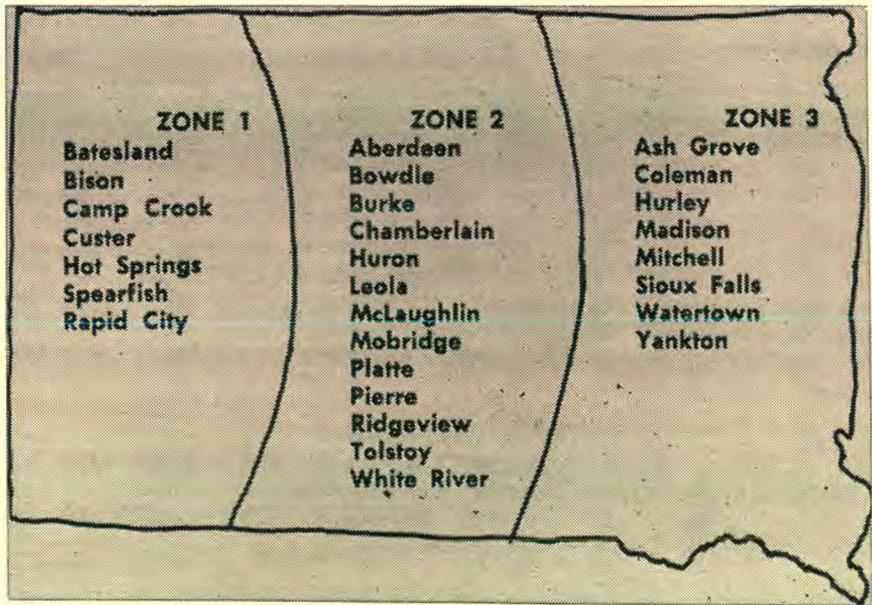 ZONE 1
Batesland
Bison
Camp Crook
Custer
Hot Springs
Spearfish
Rapid City
ZONE 2
Aberdeen
Bowdle
Burke
Chamberlain
Huron
Leola
McLaughlin
Mobridge
Platte
Pierre
Ridgeview
Tolstoy
White River
ZONE 3
Ash Grove
Coleman
Hurley
Madison
Mitchell
Sioux Falls
Watertown
Yankton